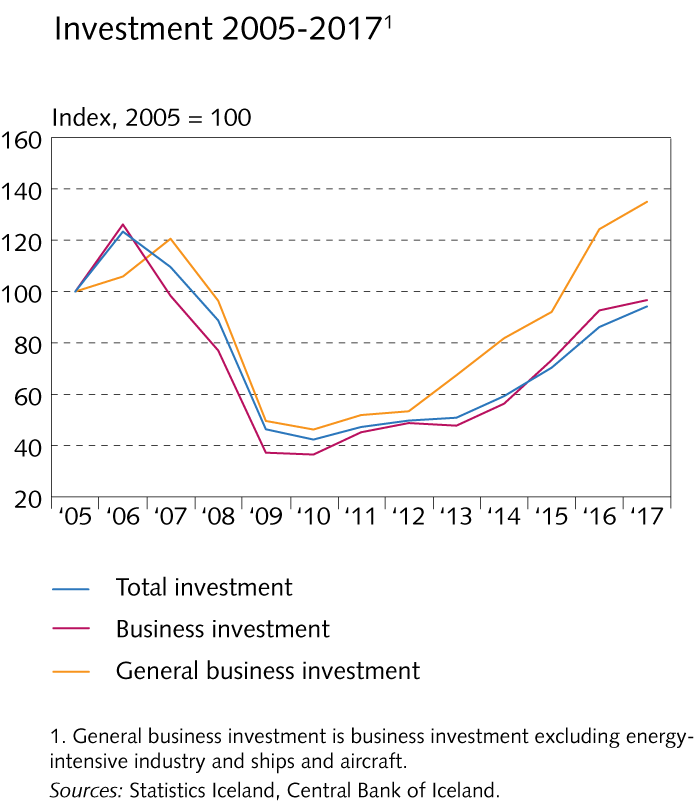 Investment 2005-2017¹
Index, 2005 = 100
160
140
120
100
80
60
40
20
‘05 ‘06 ‘07 ‘08 ‘09 ‘10 ‘11 ‘12 ‘13 ‘14 ‘15 ‘16 ‘17
Total investment
Business investment
General business investment
1. General business investment is business investment excluding energy-
intensive industry and ships and aircraft.
Sources: Statistics Iceland, Central Bank of Iceland.